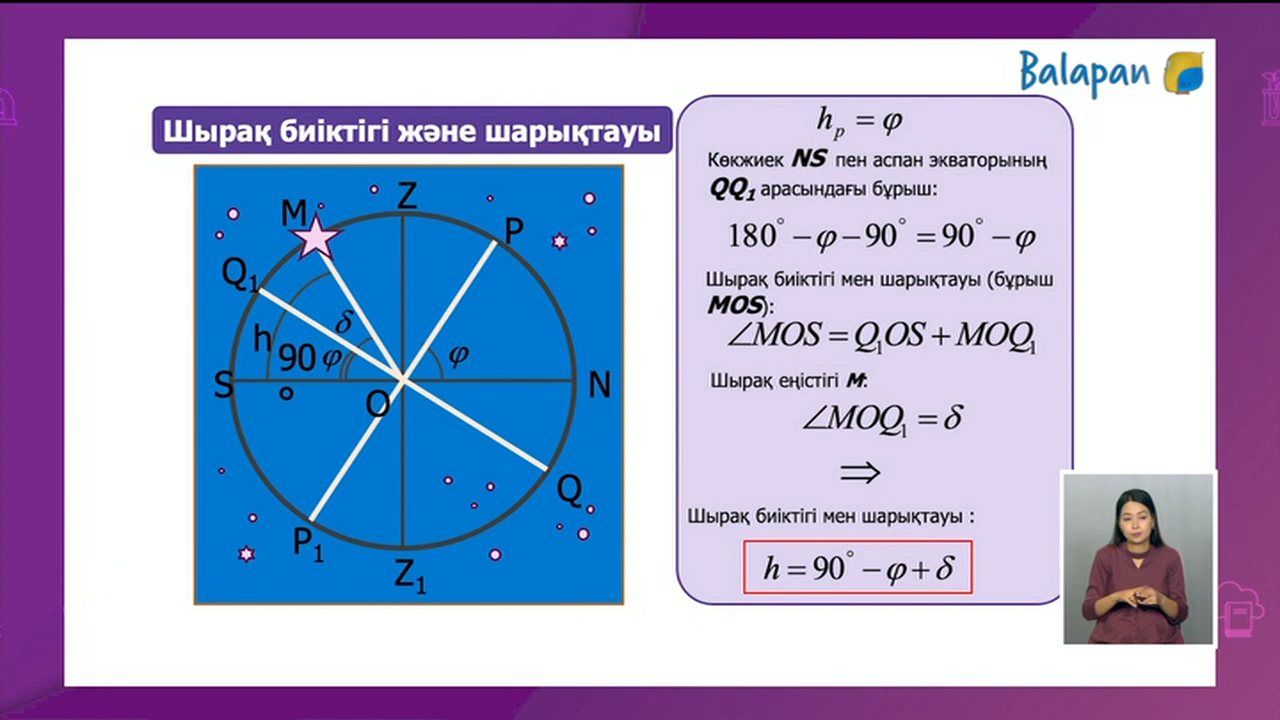 Balapan
Шырақ биіктігі және шарықтауы
Z
M
P
Q₁
δ
h
90
φ
φ
S
°
O
N
Q
P₁
Z₁
hₚ = φ
Көкжиек NS пен аспан экваторының
QQ₁ арасындағы бұрыш:
180° − φ − 90° = 90° − φ
Шырақ биіктігі мен шарықтауы (бұрыш
MOS):
∠MOS = Q₁OS + MOQ₁
Шырақ еңістігі M:
∠MOQ₁ = δ
⇒
Шырақ биіктігі мен шарықтауы :
h = 90° − φ + δ